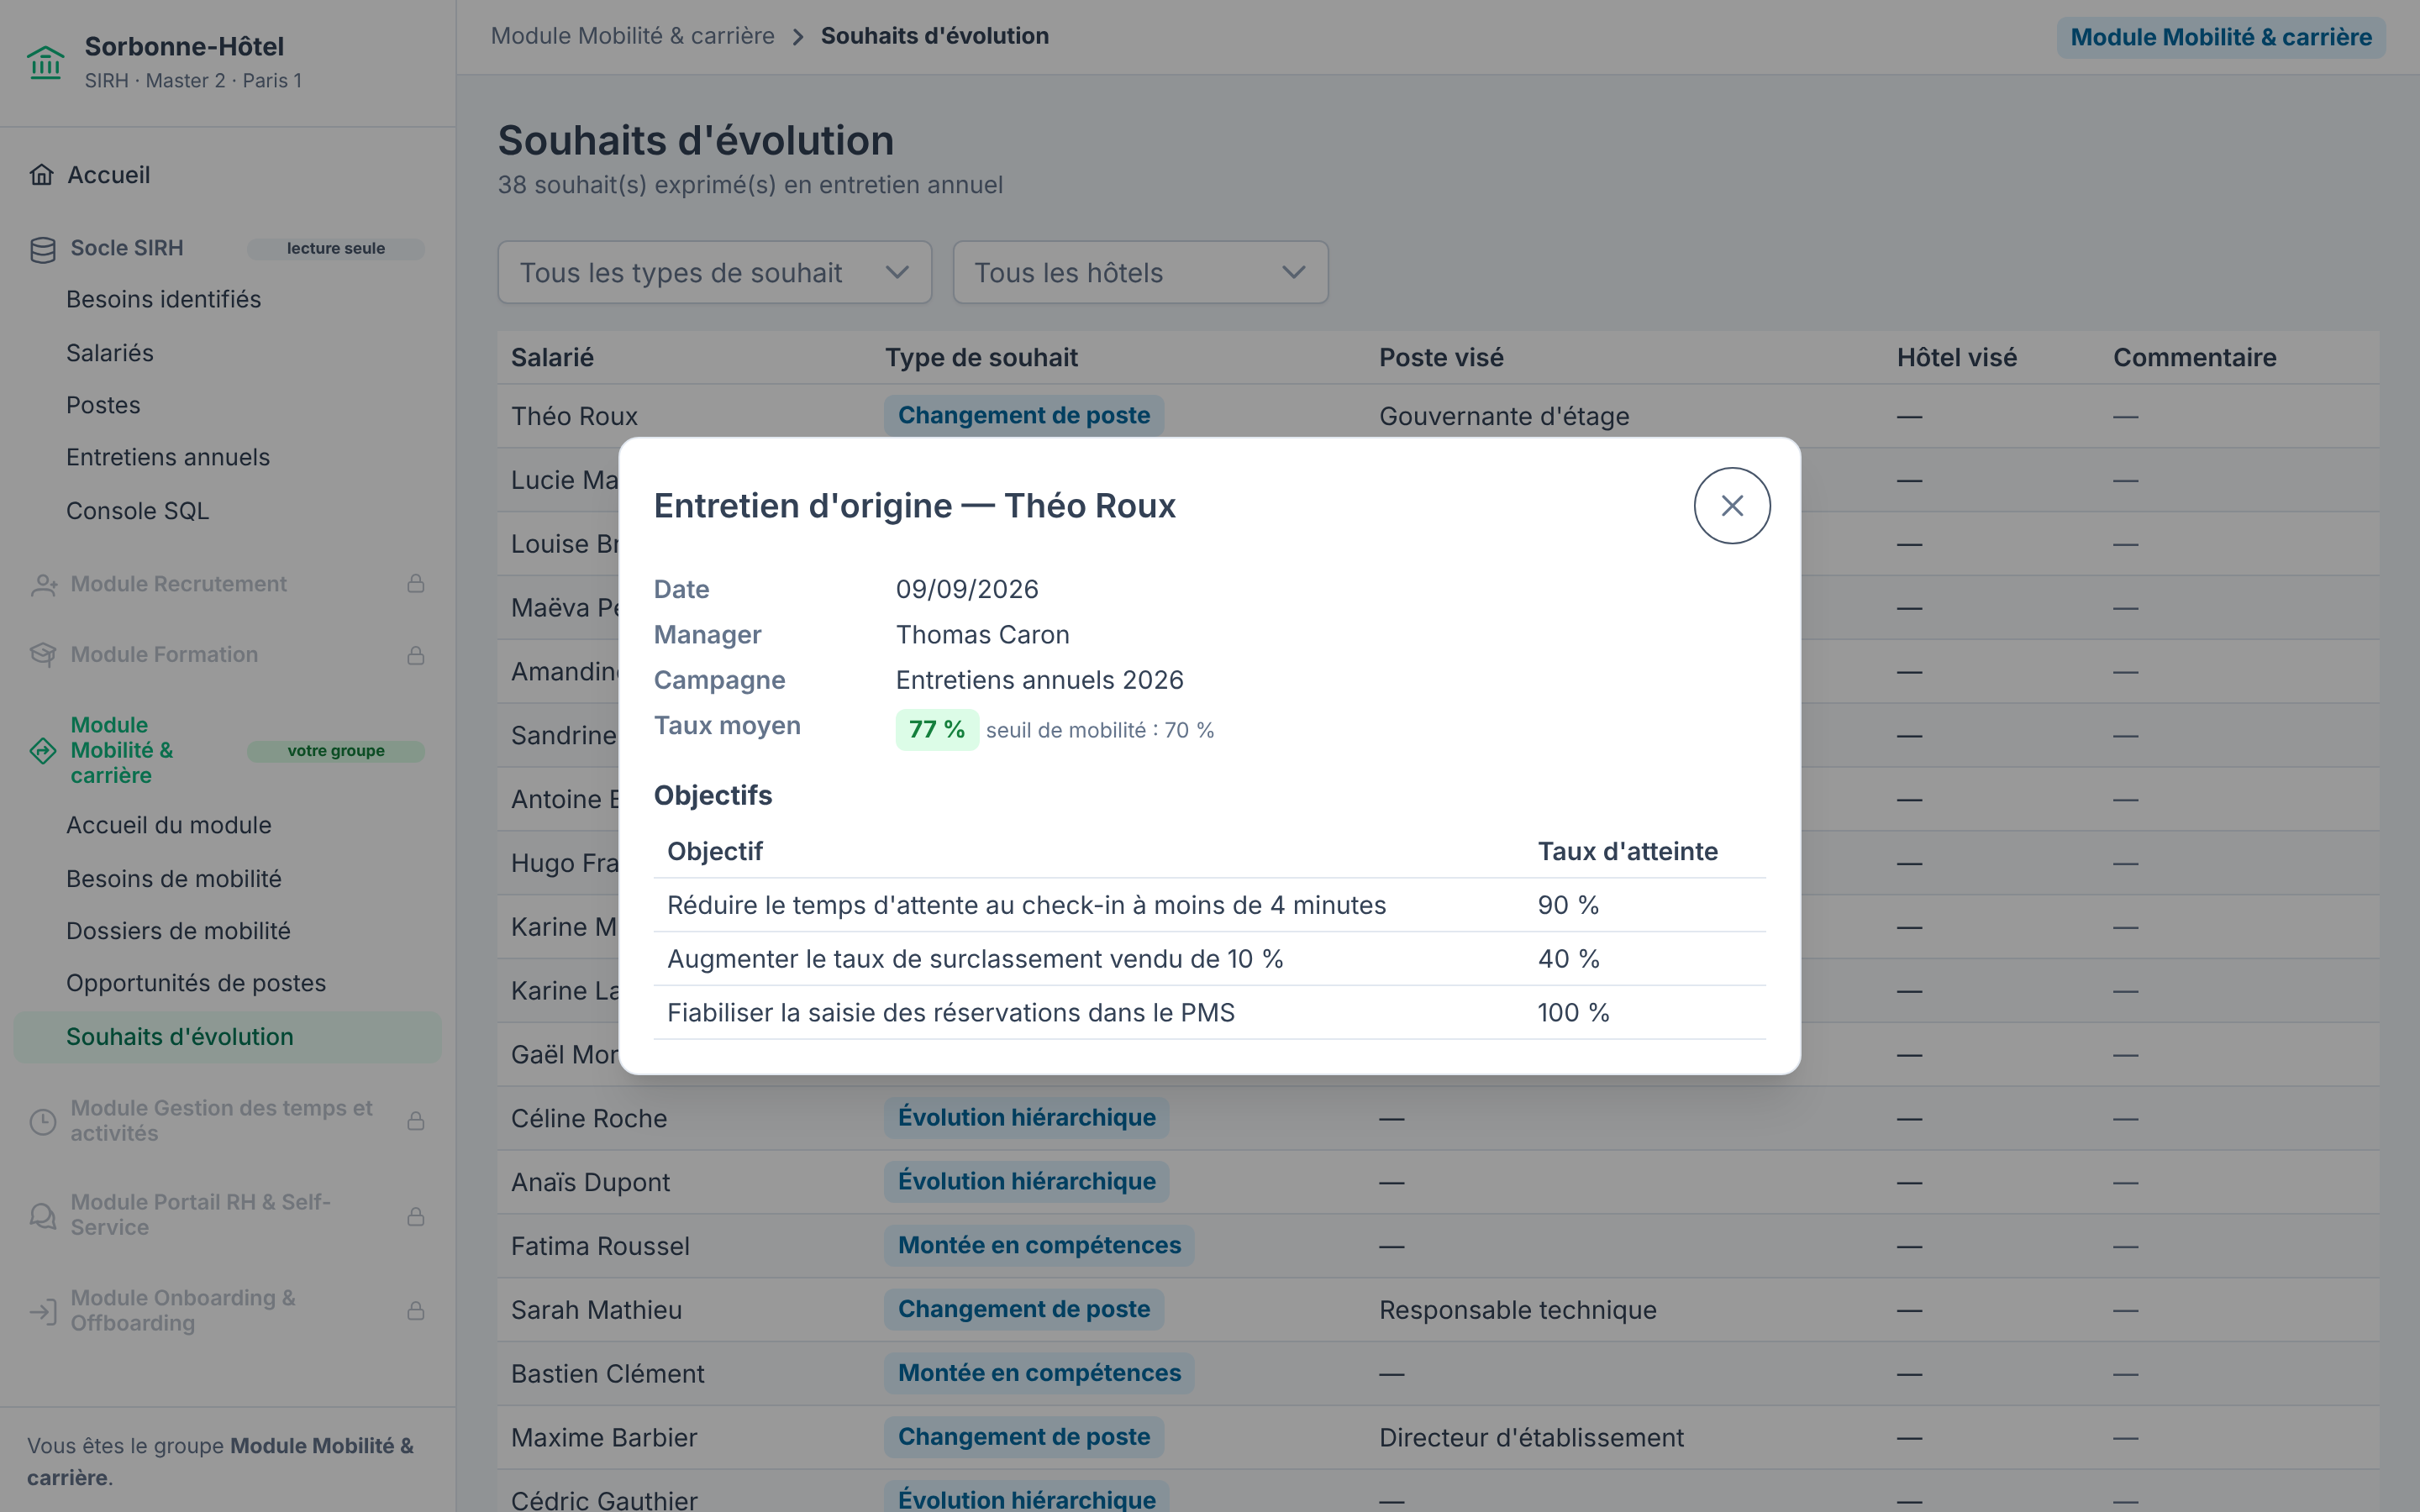 Sorbonne-Hôtel
SIRH · Master 2 · Paris 1
Accueil
Socle SIRH
lecture seule
Besoins identifiés
Salariés
Postes
Entretiens annuels
Console SQL
Module Recrutement
Module Formation
Module
Mobilité &
carrière
votre groupe
Accueil du module
Besoins de mobilité
Dossiers de mobilité
Opportunités de postes
Souhaits d'évolution
Module Gestion des temps et
activités
Module Portail RH & Self-
Service
Module Onboarding &
Offboarding
Vous êtes le groupe Module Mobilité &
carrière.
Module Mobilité & carrière > Souhaits d'évolution
Module Mobilité & carrière
Souhaits d'évolution
38 souhait(s) exprimé(s) en entretien annuel
Tous les types de souhait
Tous les hôtels
Salarié Type de souhait Poste visé Hôtel visé Commentaire
Théo Roux Changement de poste Gouvernante d'étage — —
Lucie — —
Louise — —
Maëva — —
— —
Sandrine — —
Antoine — —
Hugo — —
Karine — —
Karine — —
Gaël — —
Entretien d'origine — Théo Roux
Date 09/09/2026
Manager Thomas Caron
Campagne Entretiens annuels 2026
Taux moyen 77 % seuil de mobilité : 70 %
Objectifs
Objectif Taux d'atteinte
Réduire le temps d'attente au check-in à moins de 4 minutes 90 %
Augmenter le taux de surclassement vendu de 10 % 40 %
Fiabiliser la saisie des réservations dans le PMS 100 %
Céline Roche Évolution hiérarchique — — —
Anaïs Dupont Évolution hiérarchique — — —
Fatima Roussel Montée en compétences — — —
Sarah Mathieu Changement de poste Responsable technique — —
Bastien Clément Montée en compétences — — —
Maxime Barbier Changement de poste Directeur d'établissement — —
Cédric Gauthier Évolution hiérarchique — — —